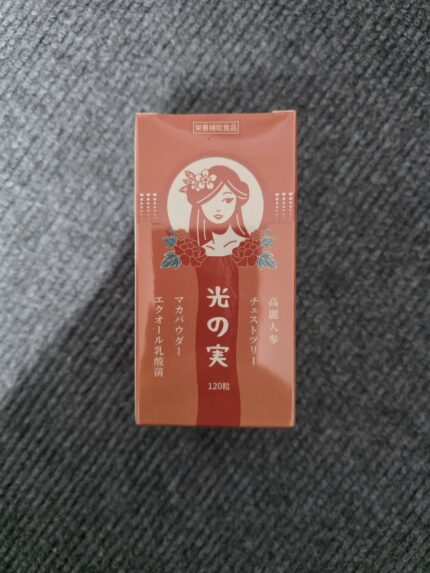 栄養補助食品
高麗人参
チェストツリー
光の実
120粒
マカパウダー
エクオール乳酸菌